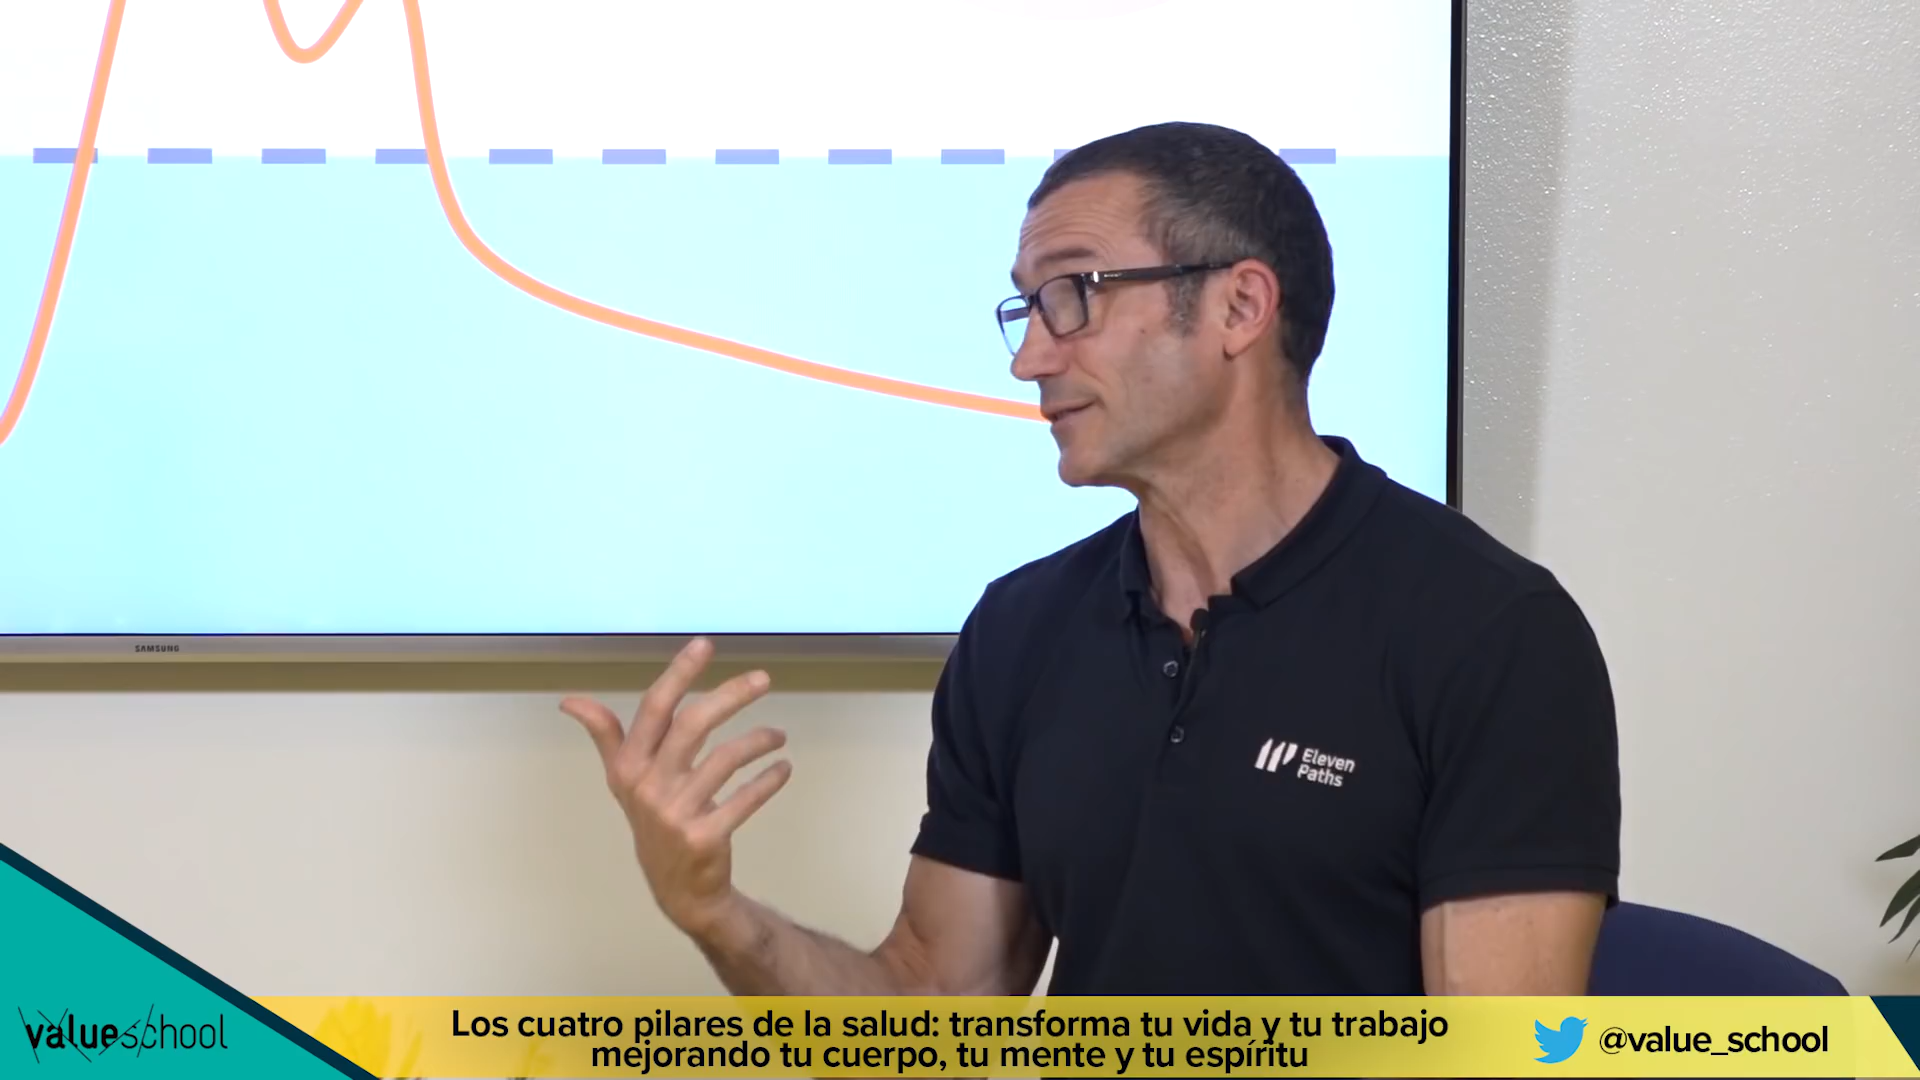 SAMSUNG
Eleven
Paths
valueschool
Los cuatro pilares de la salud: transforma tu vida y tu trabajo
mejorando tu cuerpo, tu mente y tu espíritu
@value_school